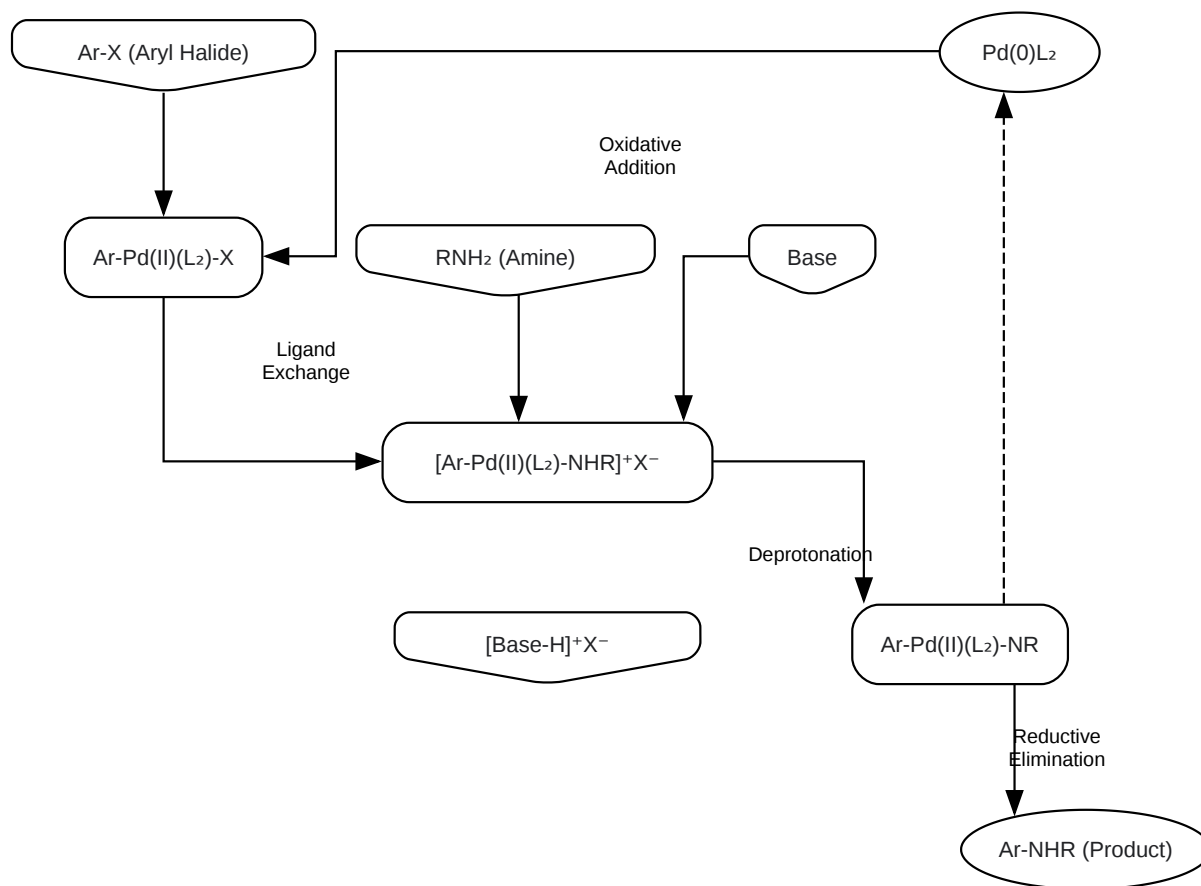 Ar-X (Aryl Halide)
Pd(0)L₂
Oxidative
Addition
Ar-Pd(II)(L₂)-X
RNH₂ (Amine)
Base
Ligand
Exchange
[Ar-Pd(II)(L₂)-NHR]⁺X⁻
Deprotonation
[Base-H]⁺X⁻
Ar-Pd(II)(L₂)-NR
Reductive
Elimination
Ar-NHR (Product)